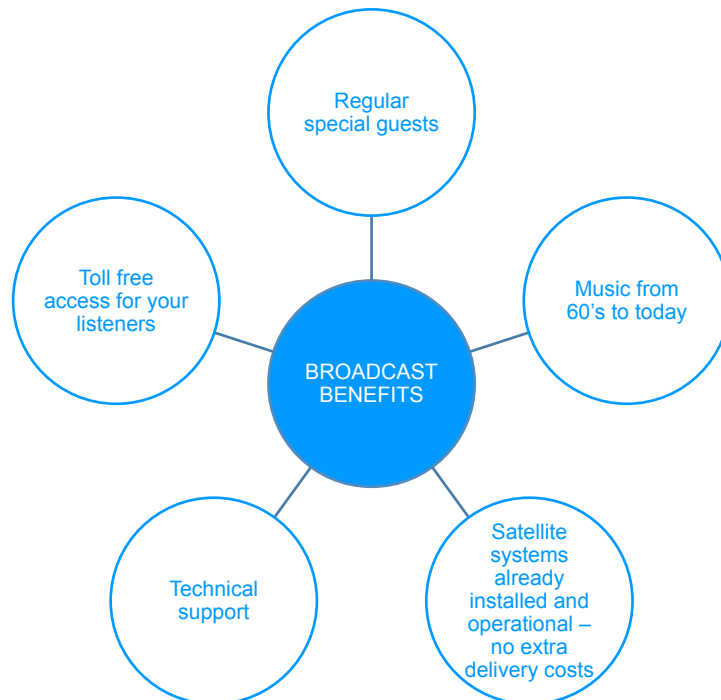 Regular
special guests
Toll free
access for your
listeners
Music from
60’s to today
BROADCAST
BENEFITS
Technical
support
Satellite
systems
already
installed and
operational –
no extra
delivery costs